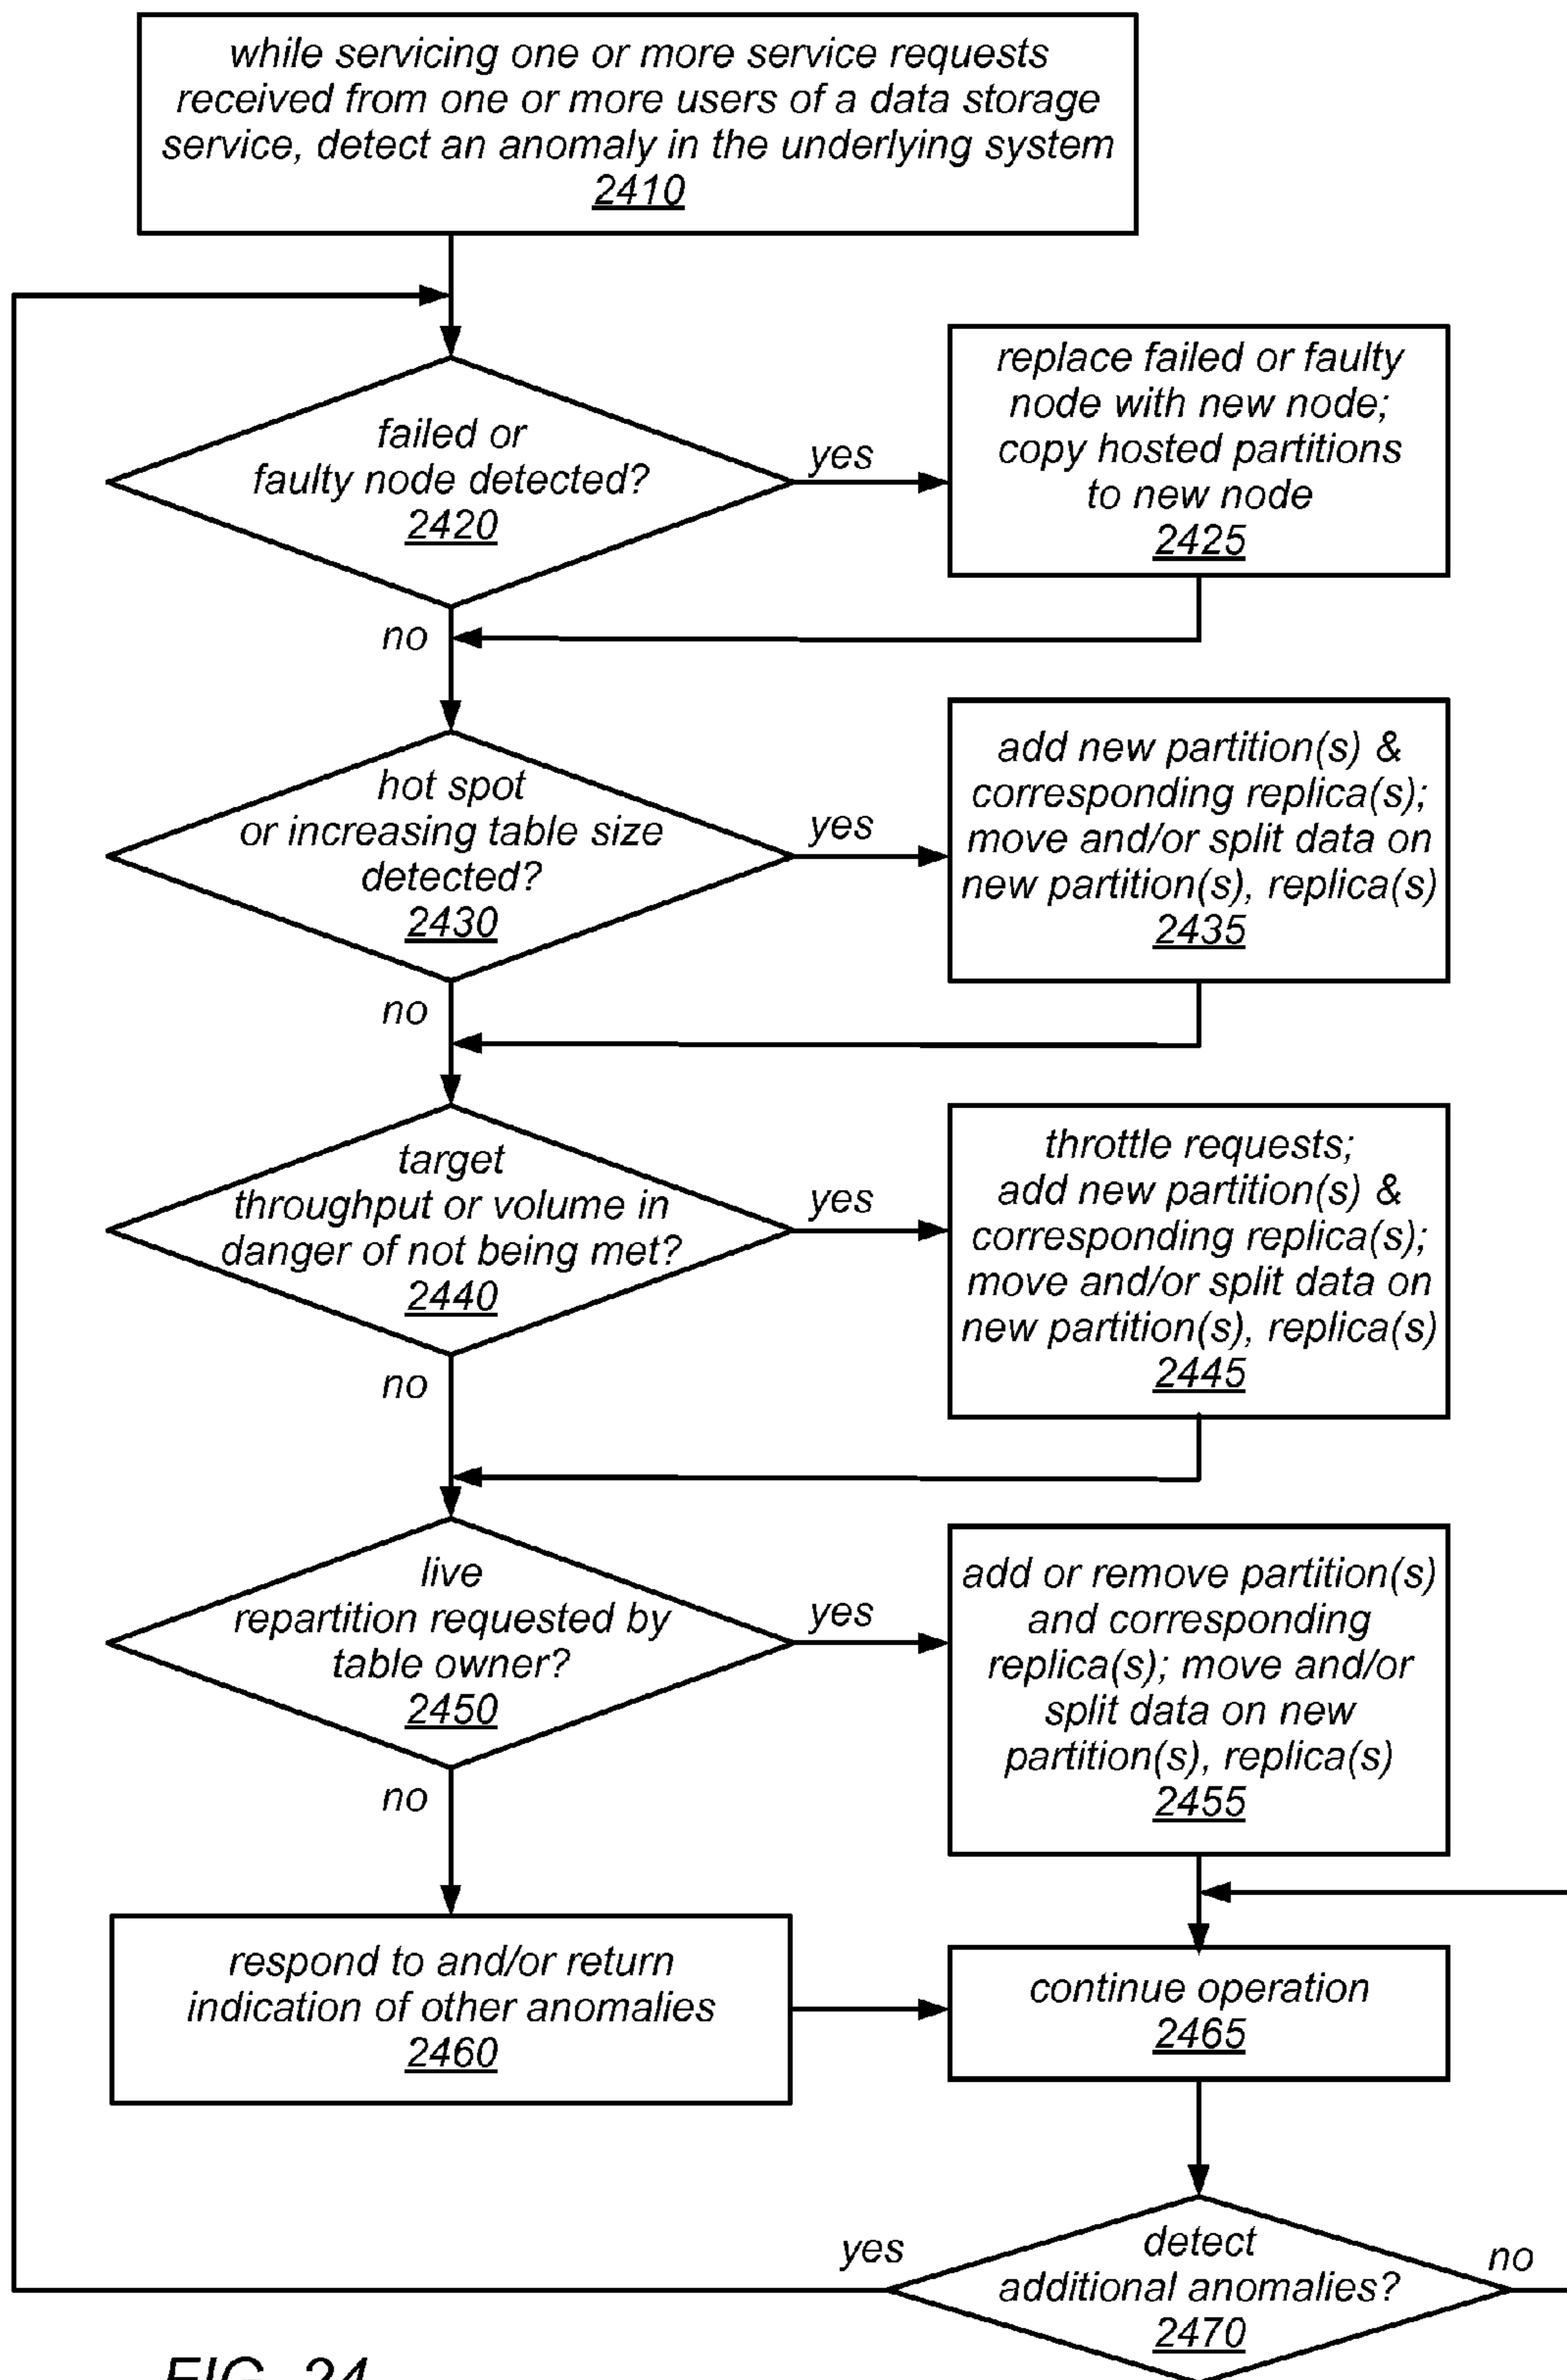 while servicing one or more service requests
received from one or more users of a data storage
service, detect an anomaly in the underlying system
2410
failed or
faulty node detected?
2420
yes
replace failed or faulty
node with new node;
copy hosted partitions
to new node
2425
no
hot spot
or increasing table size
detected?
2430
yes
add new partition(s) &
corresponding replica(s);
move and/or split data on
new partition(s), replica(s)
2435
no
target
throughput or volume in
danger of not being met?
2440
yes
throttle requests;
add new partition(s) &
corresponding replica(s);
move and/or split data on
new partition(s), replica(s)
2445
no
live
repartition requested by
table owner?
2450
yes
add or remove partition(s)
and corresponding
replica(s); move and/or
split data on new
partition(s), replica(s)
2455
no
respond to and/or return
indication of other anomalies
2460
continue operation
2465
yes
detect
additional anomalies?
2470
no
FIG. 24